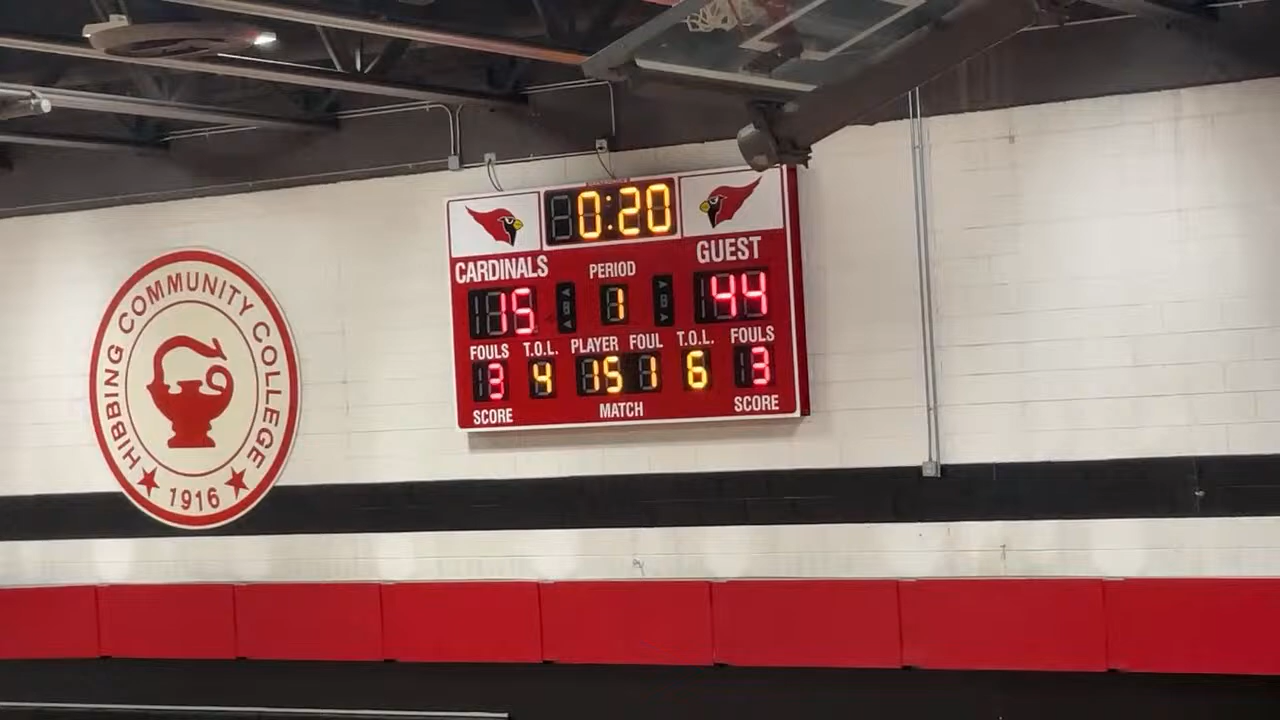 HIBBING COMMUNITY COLLEGE
1916
0:20
CARDINALS PERIOD GUEST
15 1 44
FOULS T.O.L. PLAYER FOUL T.O.L. FOULS
3 4 15 1 6 3
SCORE MATCH SCORE